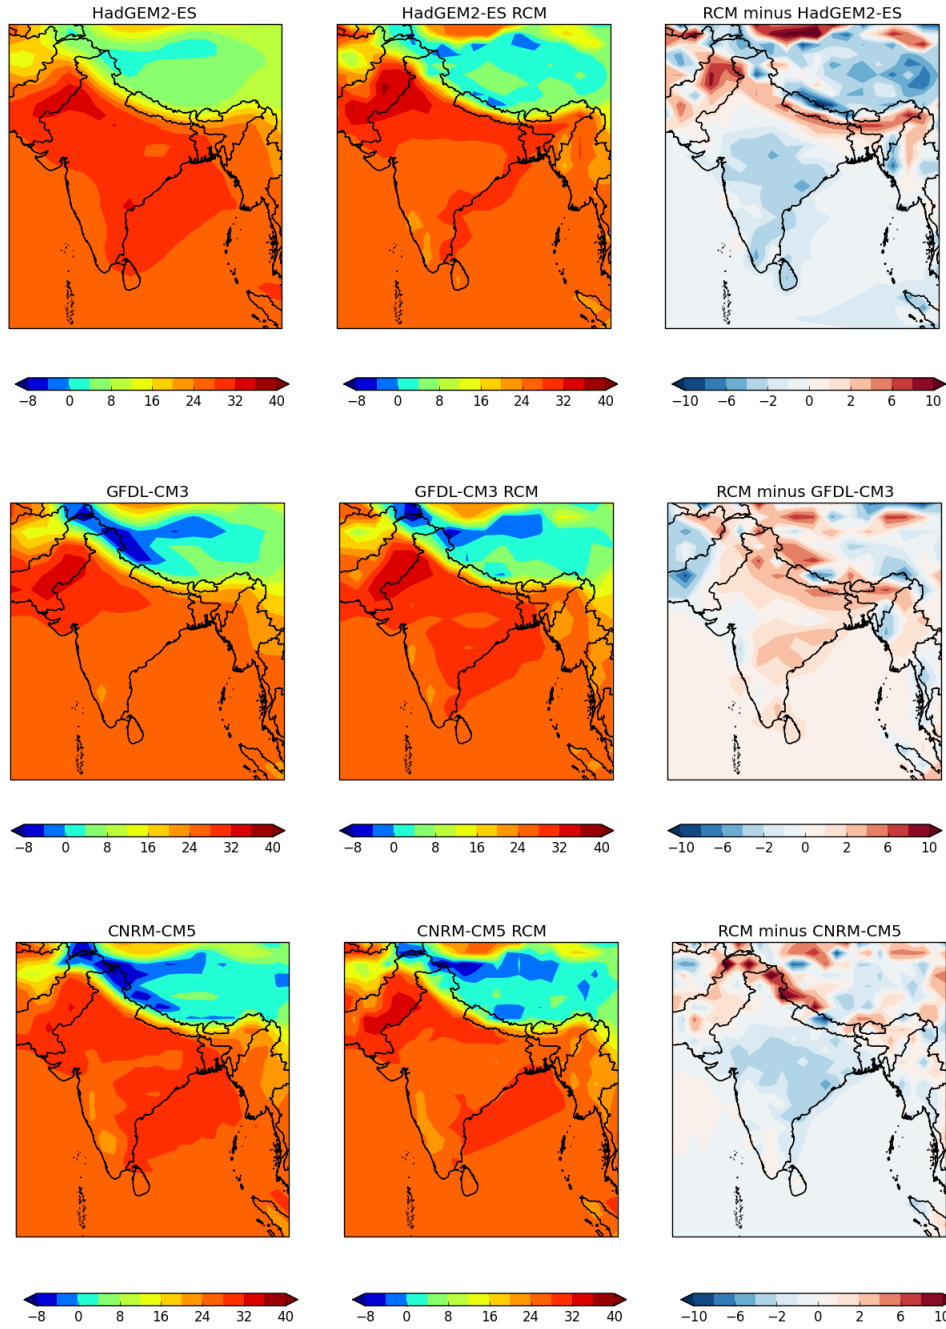 HadGEM2-ES
HadGEM2-ES RCM
RCM minus HadGEM2-ES
−8 0 8 16 24 32 40
−8 0 8 16 24 32 40
−10 −6 −2 2 6 10
GFDL-CM3
GFDL-CM3 RCM
RCM minus GFDL-CM3
−8 0 8 16 24 32 40
−8 0 8 16 24 32 40
−10 −6 −2 2 6 10
CNRM-CM5
CNRM-CM5 RCM
RCM minus CNRM-CM5
−8 0 8 16 24 32 40
−8 0 8 16 24 32 40
−10 −6 −2 2 6 10